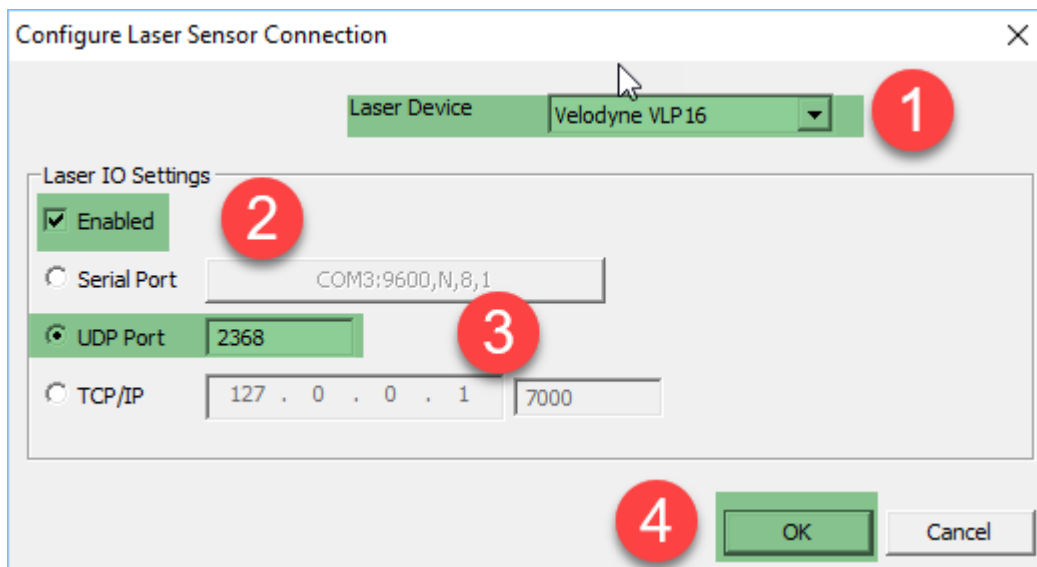 Configure Laser Sensor Connection
Laser Device Velodyne VLP16
1
Laser IO Settings
Enabled
2
Serial Port COM3:9600,N,8,1
UDP Port 2368
3
TCP/IP 127 . 0 . 0 . 1 7000
4
OK Cancel